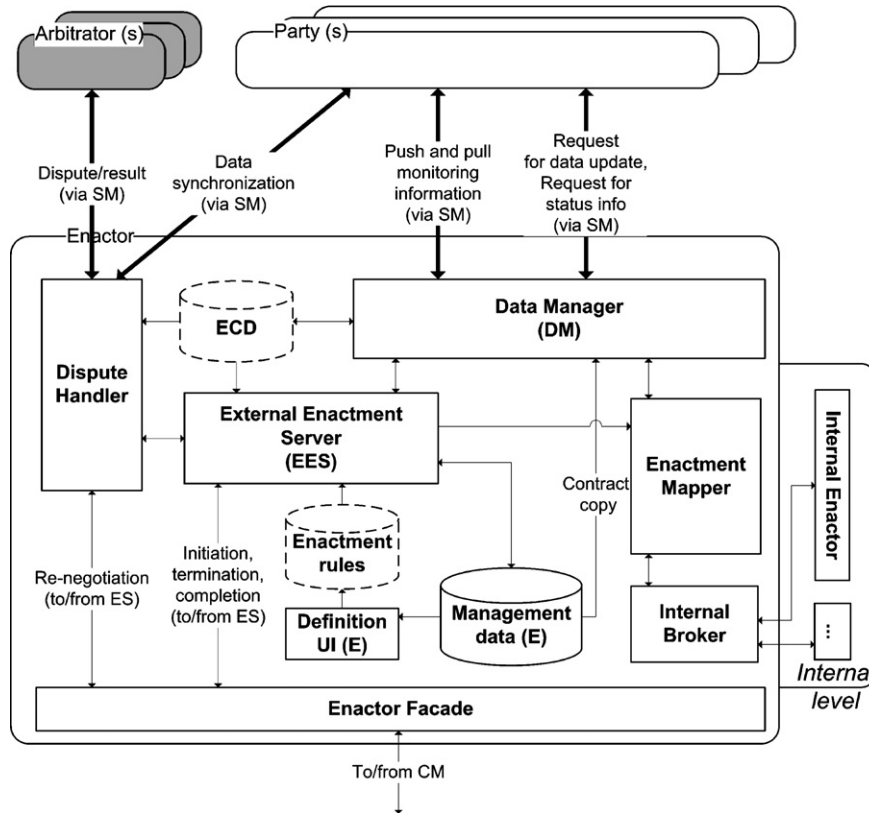 Arbitrator (s)
Party (s)
Dispute/result
(via SM)
Data
synchronization
(via SM)
Push and pull
monitoring
information
(via SM)
Request
for data update,
Request for
status info
(via SM)
Enactor
Dispute
Handler
ECD
Data Manager
(DM)
External Enactment
Server
(EES)
Enactment
Mapper
Internal Enactor
Contract
copy
Enactment
rules
Re-negotiation
(to/from ES)
Initiation,
termination,
completion
(to/from ES)
Definition
UI (E)
Management
data (E)
Internal
Broker
...
Interna
level
Enactor Facade
To/from CM